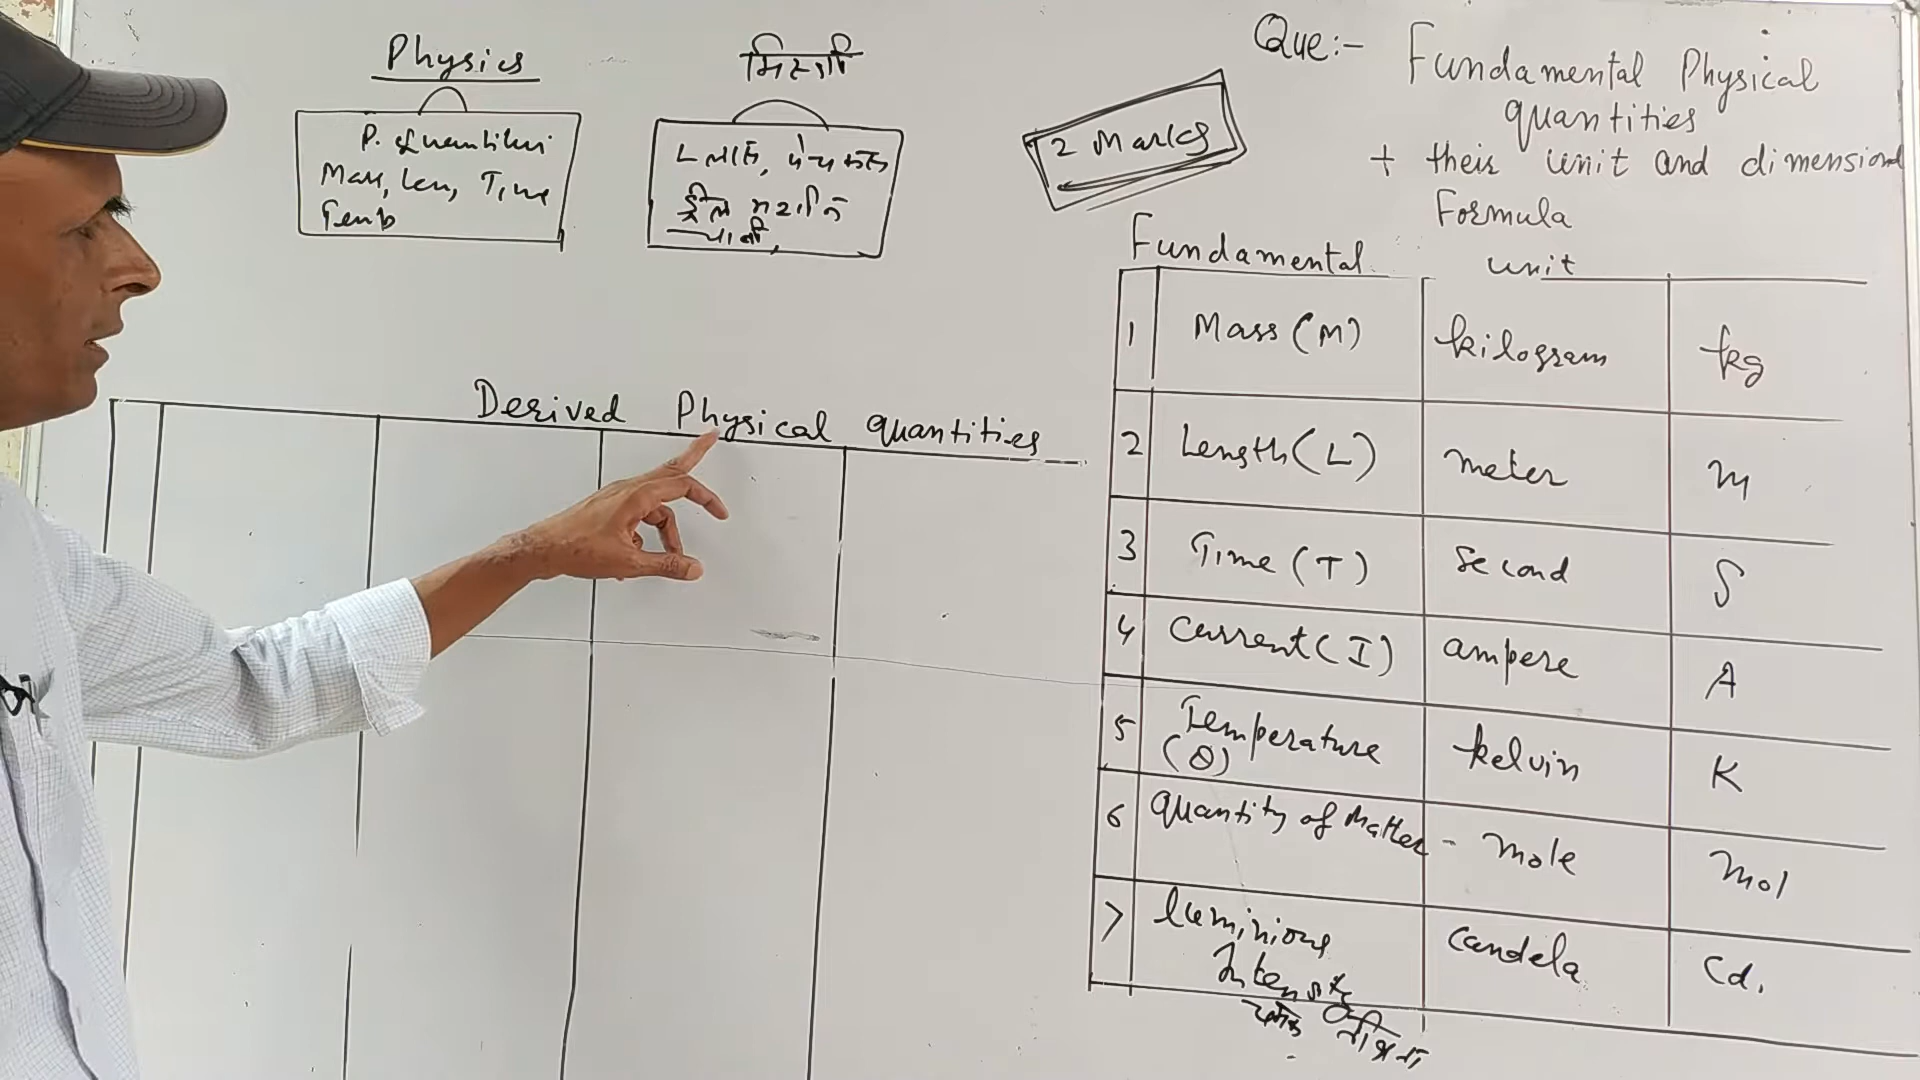 Physics
P. Quantities
Mass, Len, Time
Temp
मिस्त्री
2 Marks
Que:- Fundamental Physical
quantities
+ their unit and dimensional
Formula
Fundamental unit
1 Mass (M) kilogram kg
2 Length (L) meter m
3 Time (T) Second S
4 Current (I) ampere A
5 Temperature (θ) kelvin K
6 Quantity of Matter - mole mol
7 luminious
Intensity candela Cd.
Derived Physical quantities